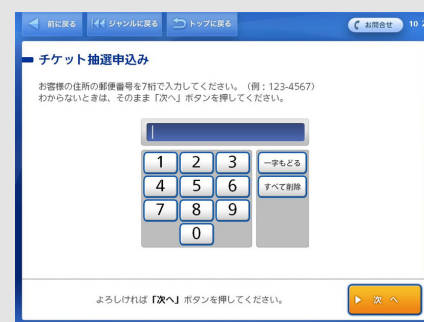 前に戻る
ジャンルに戻る
トップに戻る
お問合せ
10
チケット抽選申込み
お客様の住所の郵便番号を7桁で入力してください。（例：123-4567）
わからないときは、そのまま「次へ」ボタンを押してください。
1 2 3 一字もどる
4 5 6 すべて削除
7 8 9
0
よろしければ「次へ」ボタンを押してください。
次 へ